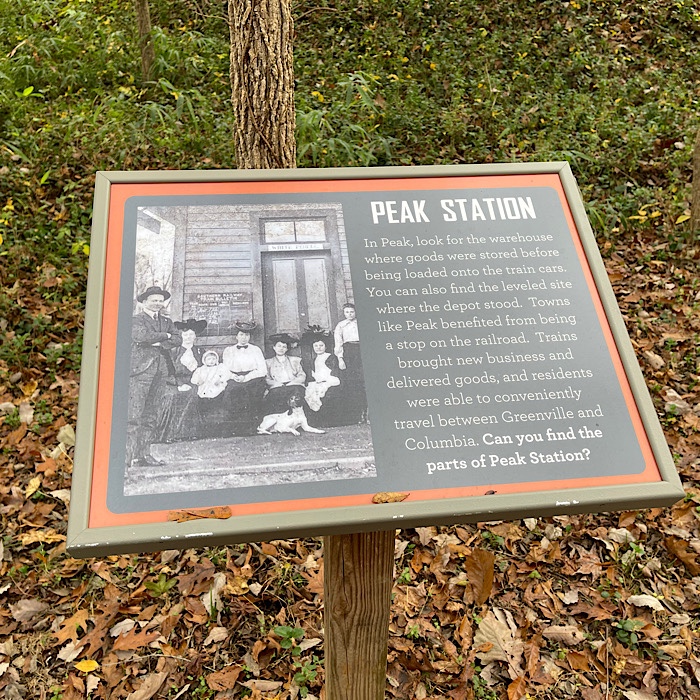 PEAK STATION
In Peak, look for the warehouse
where goods were stored before
being loaded onto the train cars.
You can also find the leveled site
where the depot stood. Towns
like Peak benefited from being
a stop on the railroad. Trains
brought new business and
delivered goods, and residents
were able to conveniently
travel between Greenville and
Columbia. Can you find the
parts of Peak Station?